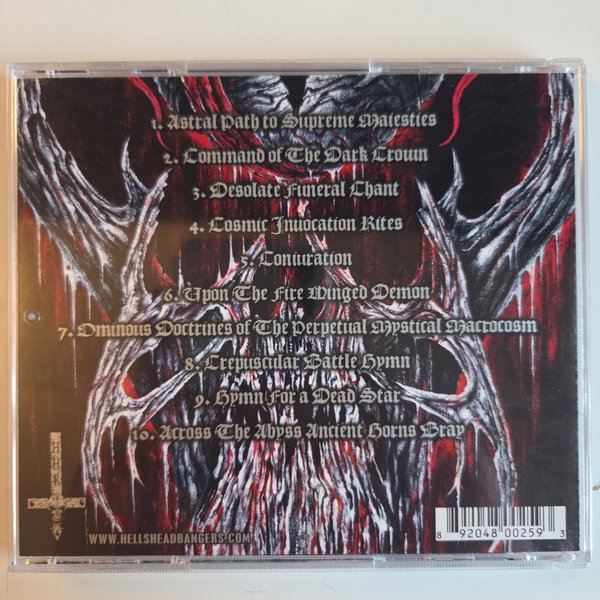 1. Astral Path to Supreme Majesties
2. Command of The Dark Crown
3. Desolate Funeral Chant
4. Cosmic Invocation Rites
5. Conjuration
6. Upon The Fire Winged Demon
7. Ominous Doctrines of The Perpetual Mystical Macrocosm
8. Crepuscular Battle Hymn
9. Hymn For a Dead Star
10. Across The Abyss Ancient Horns Bray
HHR
WWW.HELLSHEADBANGERS.COM
8 92048 00259 3